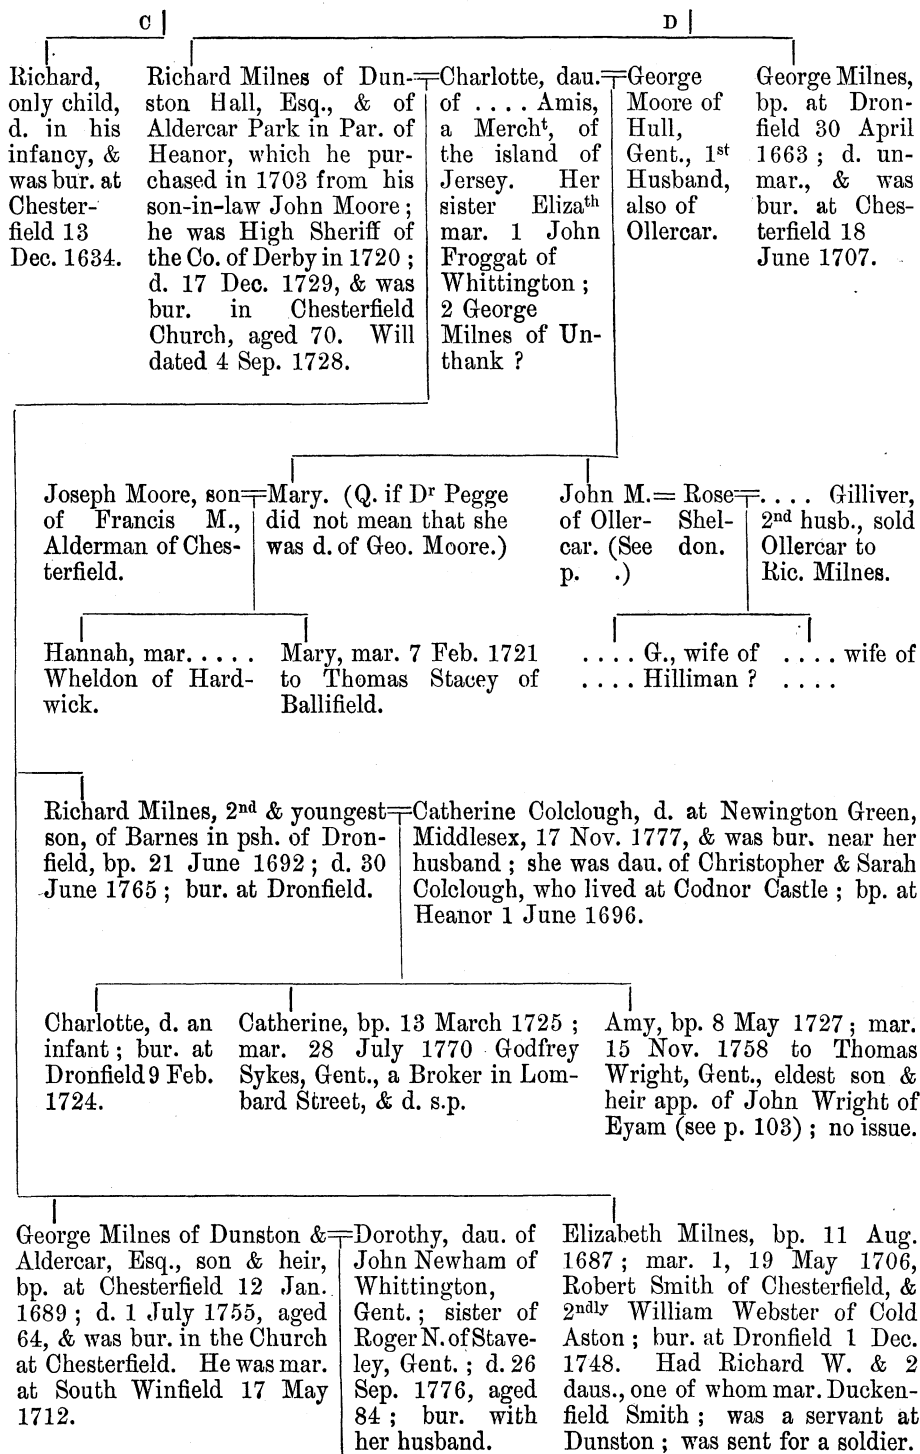 C D
Richard,
only child,
d. in his
infancy, &
was bur. at
Chester-
field 13
Dec. 1634.
Richard Milnes of Dun-
ston Hall, Esq., & of
Aldercar Park in Par. of
Heanor, which he pur-
chased in 1703 from his
son-in-law John Moore ;
he was High Sheriff of
the Co. of Derby in 1720 ;
d. 17 Dec. 1729, & was
bur. in Chesterfield
Church, aged 70. Will
dated 4 Sep. 1728.
Charlotte, dau.
of .... Amis,
a Mercht, of
the island of
Jersey. Her
sister Elizath
mar. 1 John
Froggat of
Whittington ;
2 George
Milnes of Un-
thank ?
George
Moore of
Hull,
Gent., 1st
Husband,
also of
Ollercar.
George Milnes,
bp. at Dron-
field 30 April
1663 ; d. un-
mar., & was
bur. at Ches-
terfield 18
June 1707.
Joseph Moore, son
of Francis M.,
Alderman of Ches-
terfield.
Mary. (Q. if Dr Pegge
did not mean that she
was d. of Geo. Moore.)
John M.
of Oller-
car. (See
p. .)
= Rose
Shel-
don.
.... Gilliver,
2nd husb., sold
Ollercar to
Ric. Milnes.
Hannah, mar.....
Wheldon of Hard-
wick.
Mary, mar. 7 Feb. 1721
to Thomas Stacey of
Ballifield.
.... G., wife of
.... Hilliman ?
.... wife of
....
Richard Milnes, 2nd & youngest
son, of Barnes in psh. of Dron-
field, bp. 21 June 1692 ; d. 30
June 1765 ; bur. at Dronfield.
Catherine Colclough, d. at Newington Green,
Middlesex, 17 Nov. 1777, & was bur. near her
husband ; she was dau. of Christopher & Sarah
Colclough, who lived at Codnor Castle ; bp. at
Heanor 1 June 1696.
Charlotte, d. an
infant ; bur. at
Dronfield 9 Feb.
1724.
Catherine, bp. 13 March 1725 ;
mar. 28 July 1770 Godfrey
Sykes, Gent., a Broker in Lom-
bard Street, & d. s.p.
Amy, bp. 8 May 1727 ; mar.
15 Nov. 1758 to Thomas
Wright, Gent., eldest son &
heir app. of John Wright of
Eyam (see p. 103) ; no issue.
George Milnes of Dunston &
Aldercar, Esq., son & heir,
bp. at Chesterfield 12 Jan.
1689 ; d. 1 July 1755, aged
64, & was bur. in the Church
at Chesterfield. He was mar.
at South Winfield 17 May
1712.
Dorothy, dau. of
John Newham of
Whittington,
Gent. ; sister of
Roger N. of Stave-
ley, Gent. ; d. 26
Sep. 1776, aged
84 ; bur. with
her husband.
Elizabeth Milnes, bp. 11 Aug.
1687 ; mar. 1, 19 May 1706,
Robert Smith of Chesterfield, &
2ndly William Webster of Cold
Aston ; bur. at Dronfield 1 Dec.
1748. Had Richard W. & 2
daus., one of whom mar. Ducken-
field Smith ; was a servant at
Dunston ; was sent for a soldier.